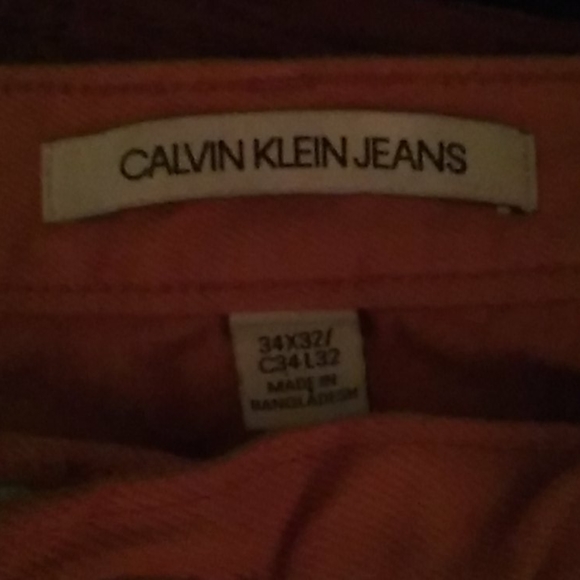 CALVIN KLEIN JEANS
34X32/
C34 L32
MADE IN
BANGLADESH